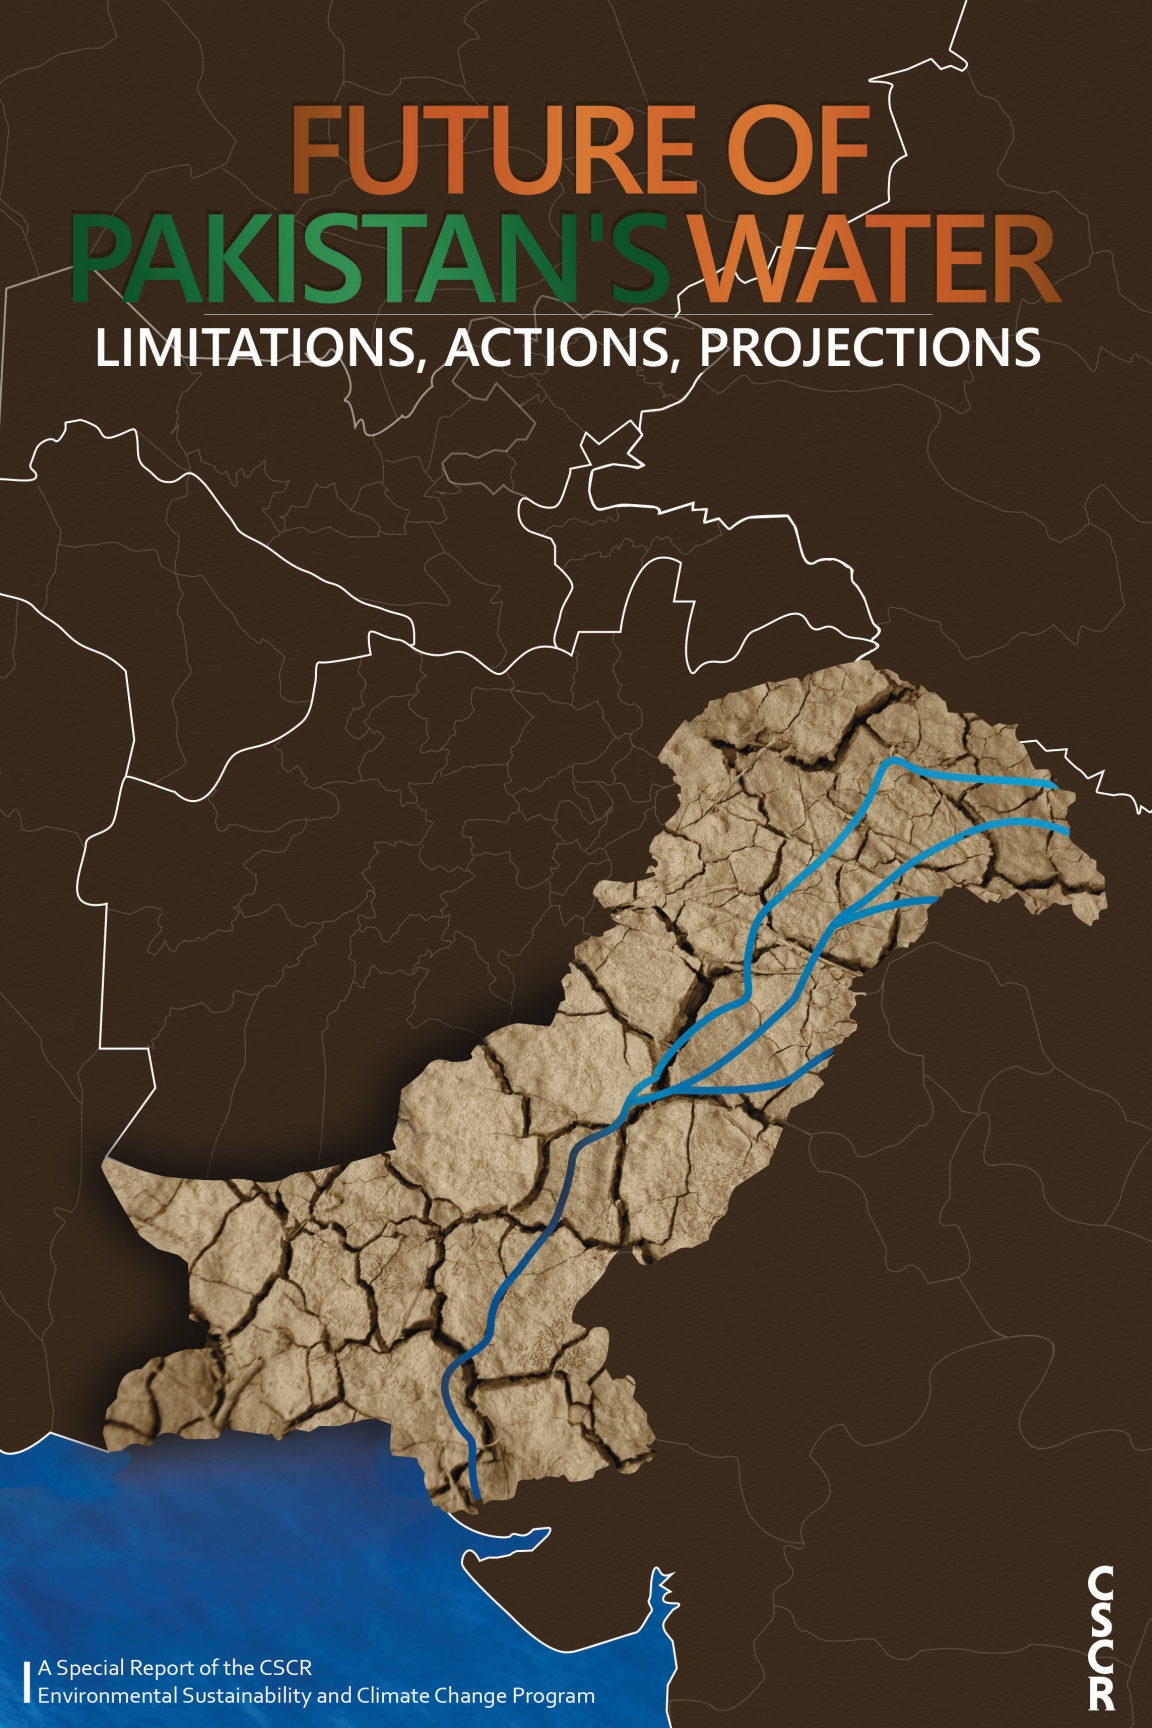 FUTURE OF
PAKISTAN'S WATER
LIMITATIONS, ACTIONS, PROJECTIONS
A Special Report of the CSCR
Environmental Sustainability and Climate Change Program
CSCR